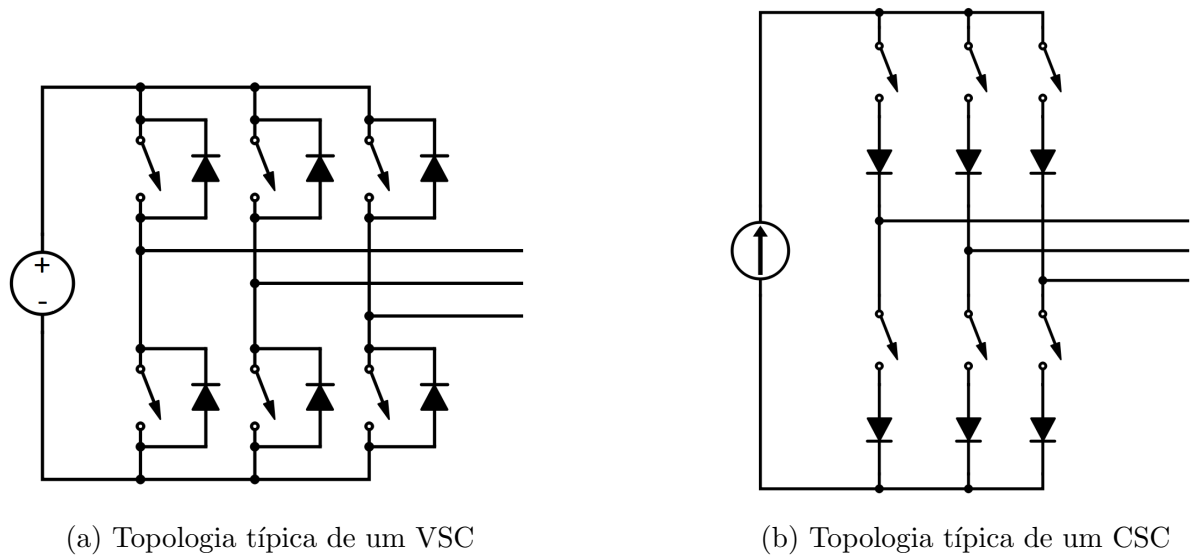 +
-
(a) Topologia típica de um VSC
(b) Topologia típica de um CSC